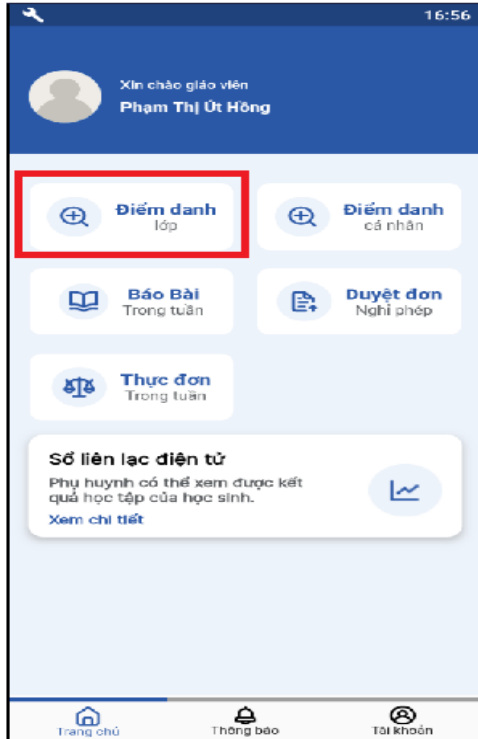 16:56
Xin chào giáo viên
Phạm Thị Út Hồng
Điểm danh
lớp
Điểm danh
cá nhân
Báo Bài
Trong tuần
Duyệt đơn
Nghỉ phép
Thực đơn
Trong tuần
Sổ liên lạc điện tử
Phụ huynh có thể xem được kết
quả học tập của học sinh.
Xem chi tiết
Trang chủ
Thông báo
Tài khoản